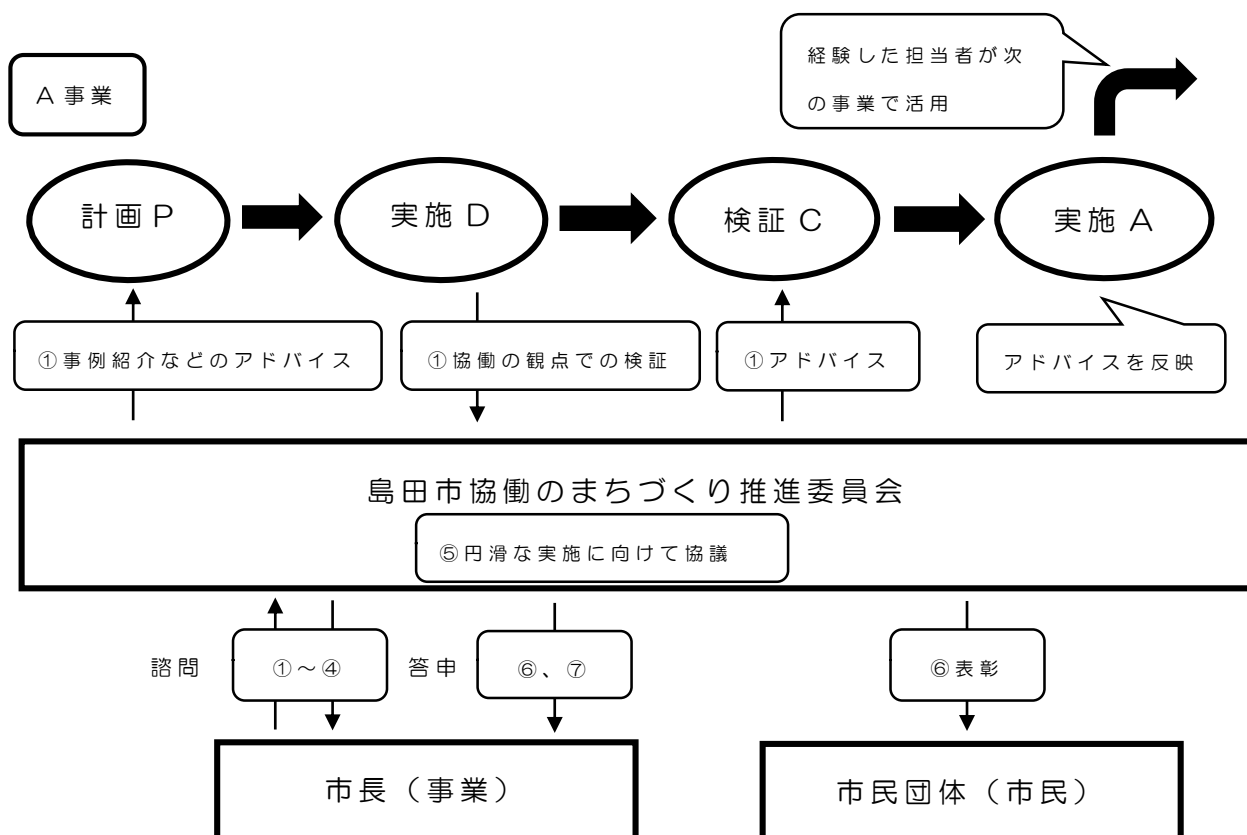 経験した担当者が次
の事業で活用
A事業
計画P
実施D
検証C
実施A
①事例紹介などのアドバイス
①協働の観点での検証
①アドバイス
アドバイスを反映
島田市協働のまちづくり推進委員会
⑤円滑な実施に向けて協議
諮問
①～④
答申
⑥、⑦
⑥表彰
市長（事業）
市民団体（市民）